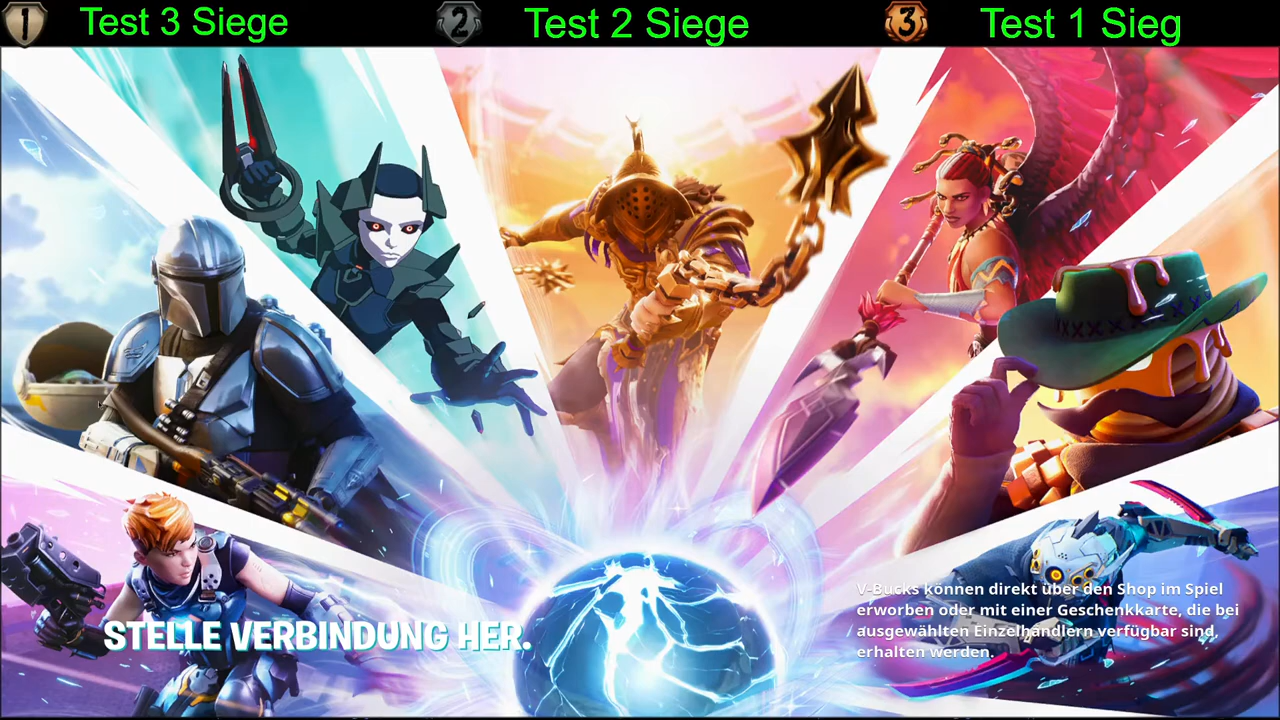 1 Test 3 Siege 2 Test 2 Siege 3 Test 1 Sieg
STELLE VERBINDUNG HER.
V-Bucks können direkt über den Shop im Spiel
erworben oder mit einer Geschenkkarte, die bei
ausgewählten Einzelhändlern verfügbar sind,
erhalten werden.